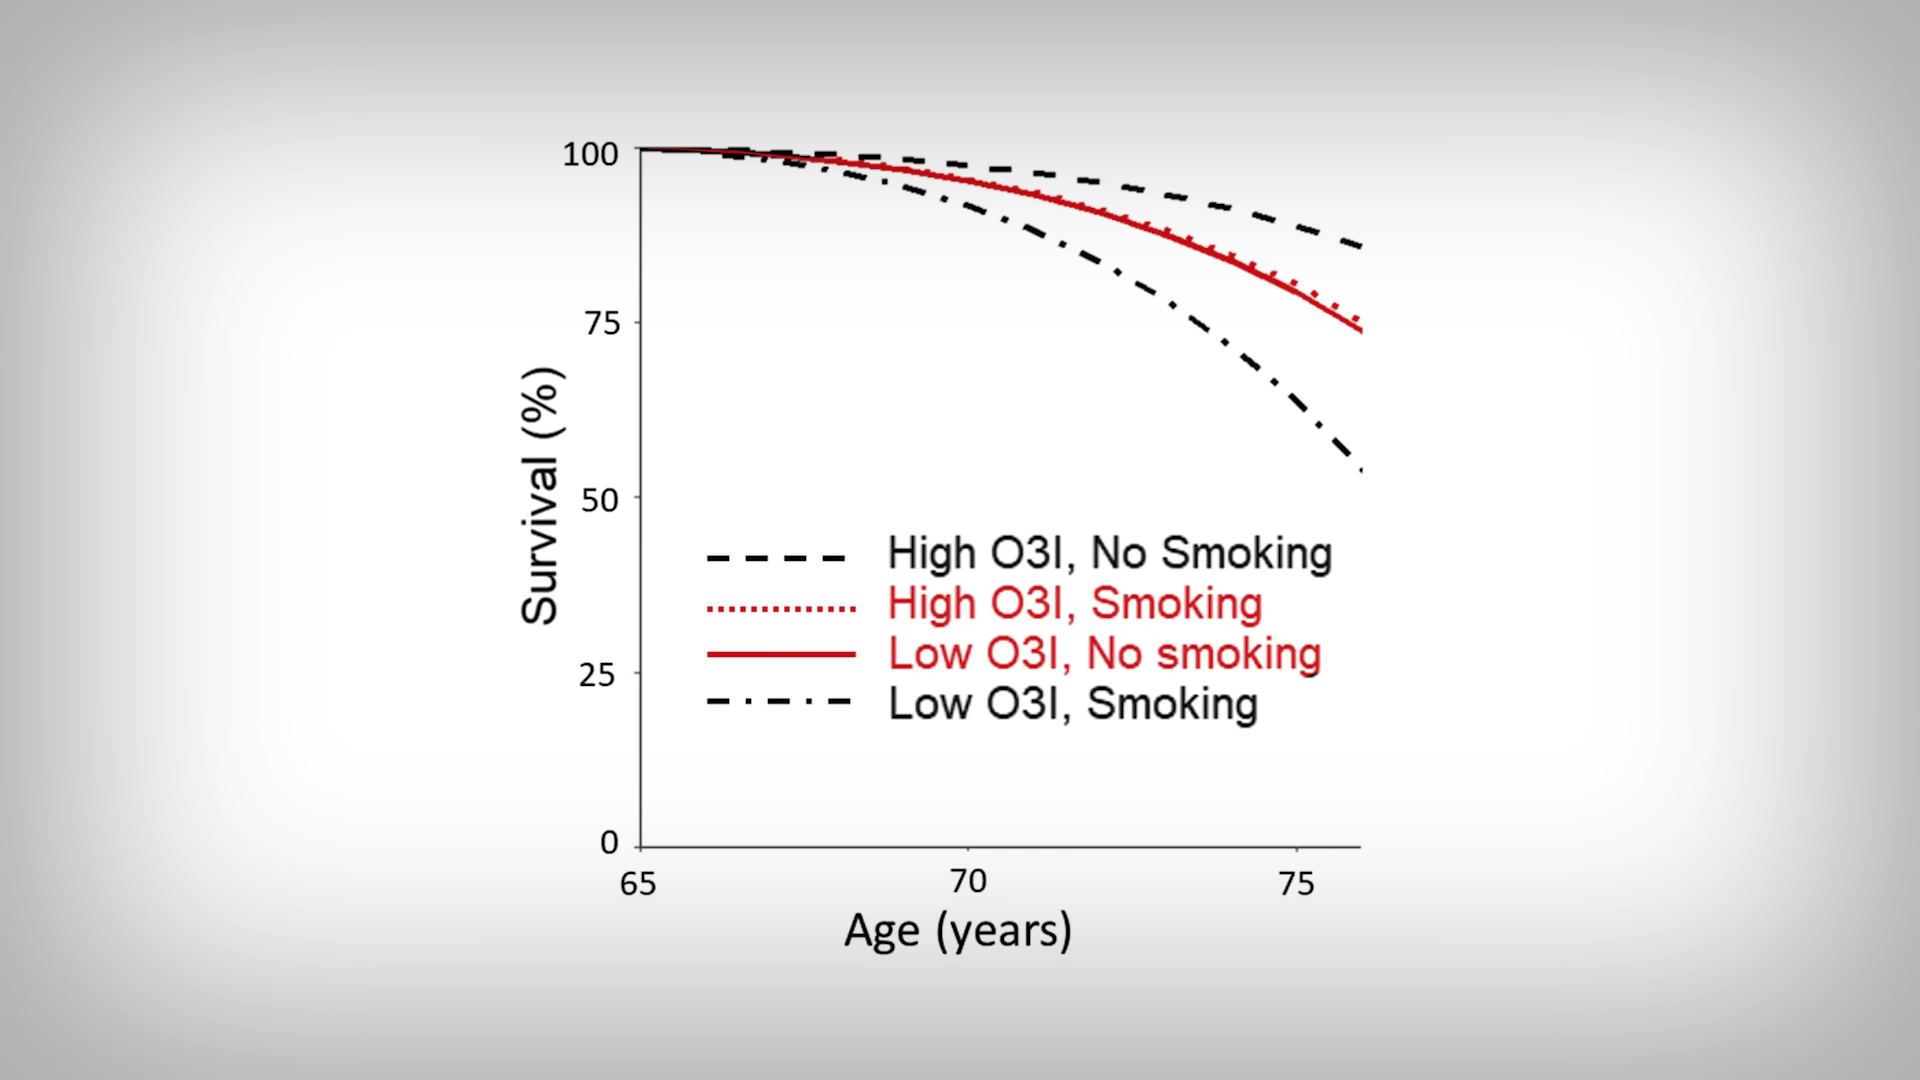 100
75
50
25
0
Survival (%)
High O3I, No Smoking
High O3I, Smoking
Low O3I, No smoking
Low O3I, Smoking
65
70
75
Age (years)